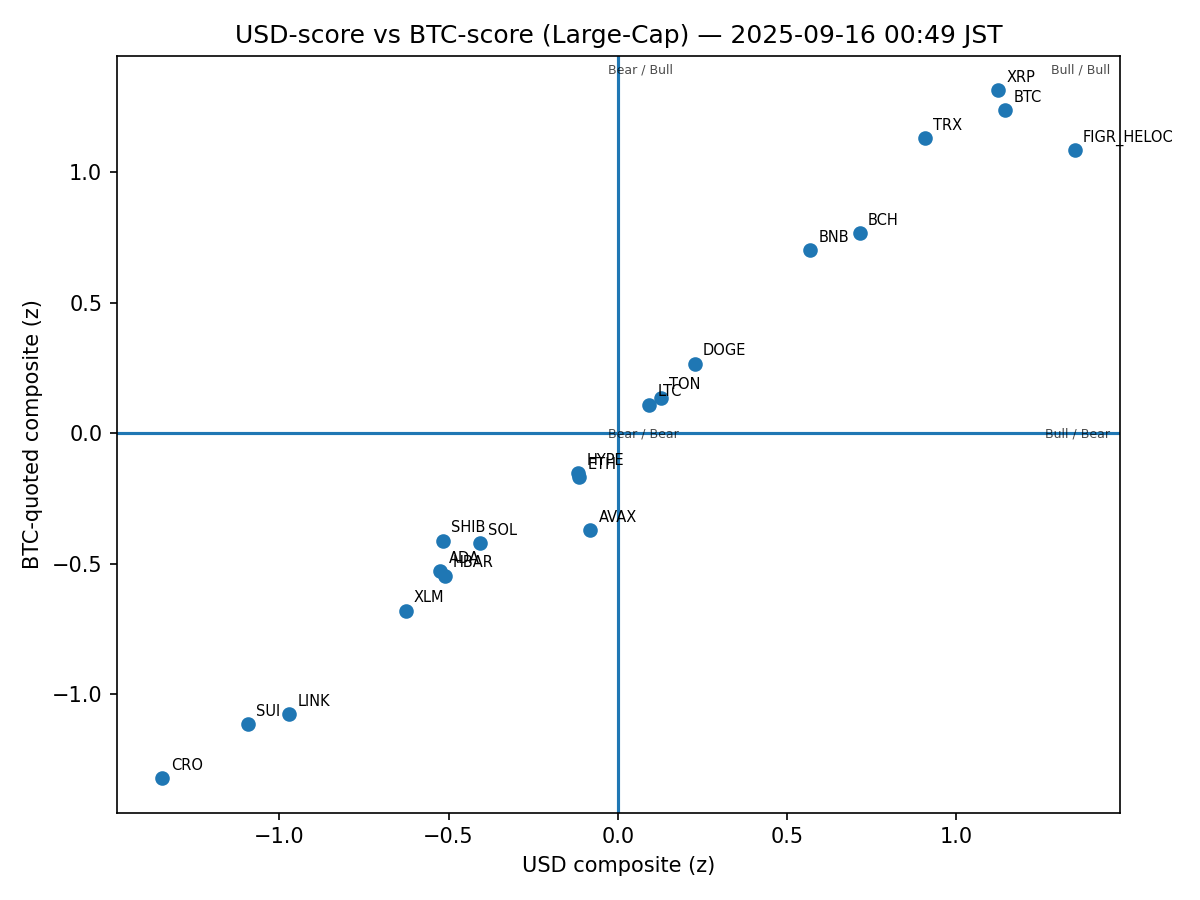 USD-score vs BTC-score (Large-Cap) — 2025-09-16 00:49 JST
Bear / Bull
Bull / Bull
XRP
BTC
TRX
FIGR_HELOC
1.0
BCH
BNB
0.5
DOGE
TON
LTC
0.0
Bear / Bear
Bull / Bear
HYPE
ETH
AVAX
SHIB
SOL
−0.5
ADA
HBAR
XLM
−1.0
LINK
SUI
CRO
BTC-quoted composite (z)
−1.0
−0.5
0.0
0.5
1.0
USD composite (z)